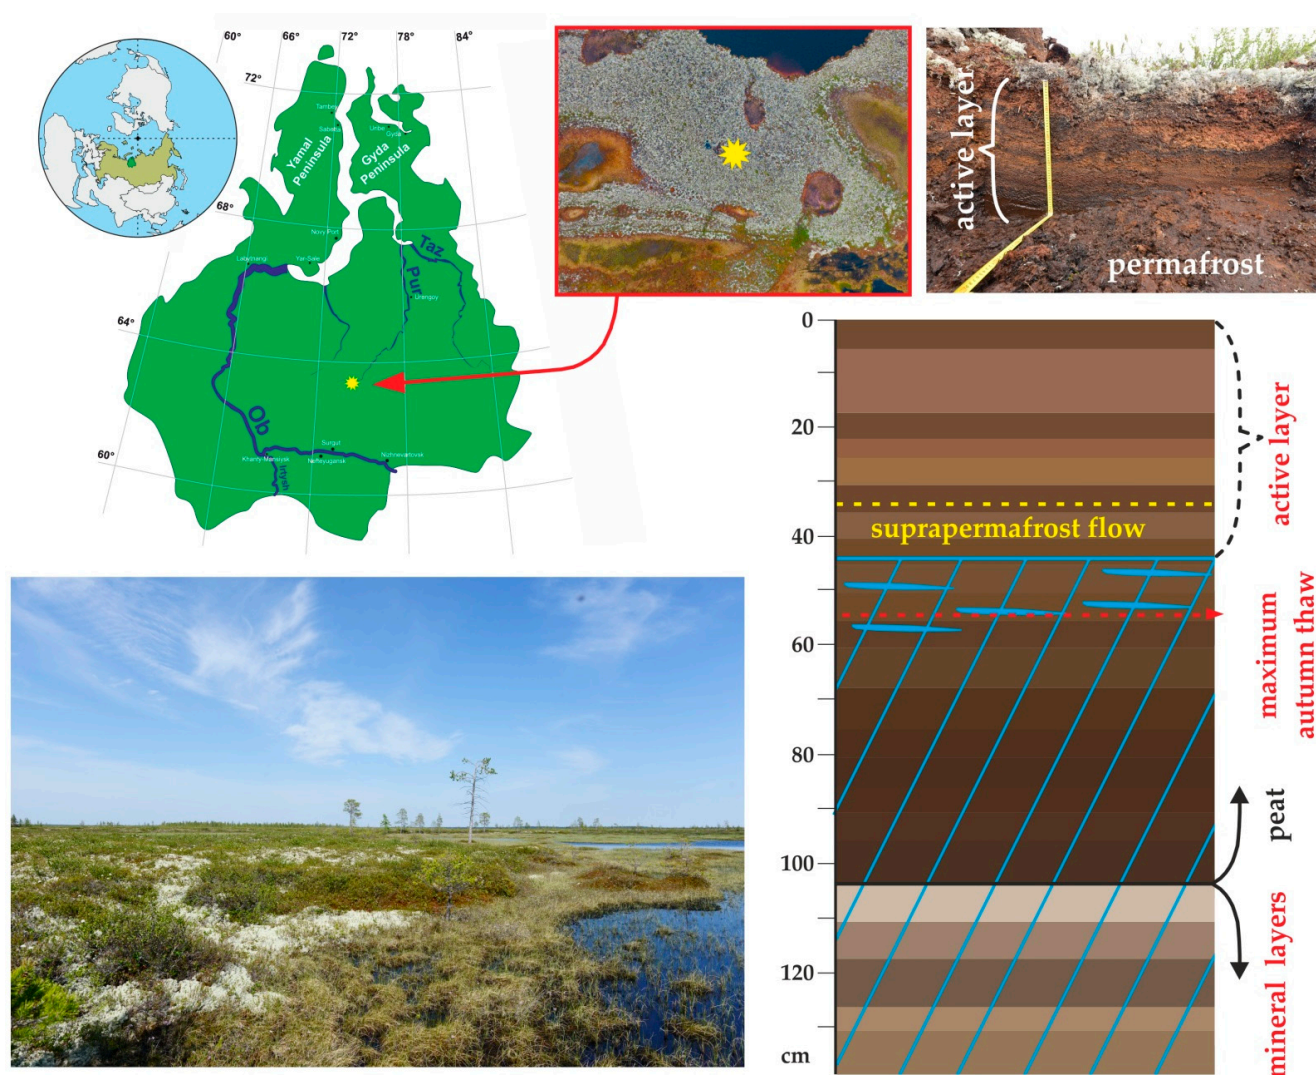 60°
66°
72°
78°
84°
72°
68°
64°
60°
Yamal
Peninsula
Gyda
Peninsula
Tambey
Sabetta
Gyda
Novy Port
Labytnangi
Yar-Sale
Taz
Pur
Urengoy
Ob
Surgut
Khanty-Mansiysk
Nefteyugansk
Nizhnevartovsk
Irtysh
active layer
permafrost
0
20
40
60
80
100
120
cm
suprapermafrost flow
active layer
maximum
autumn thaw
peat
mineral layers